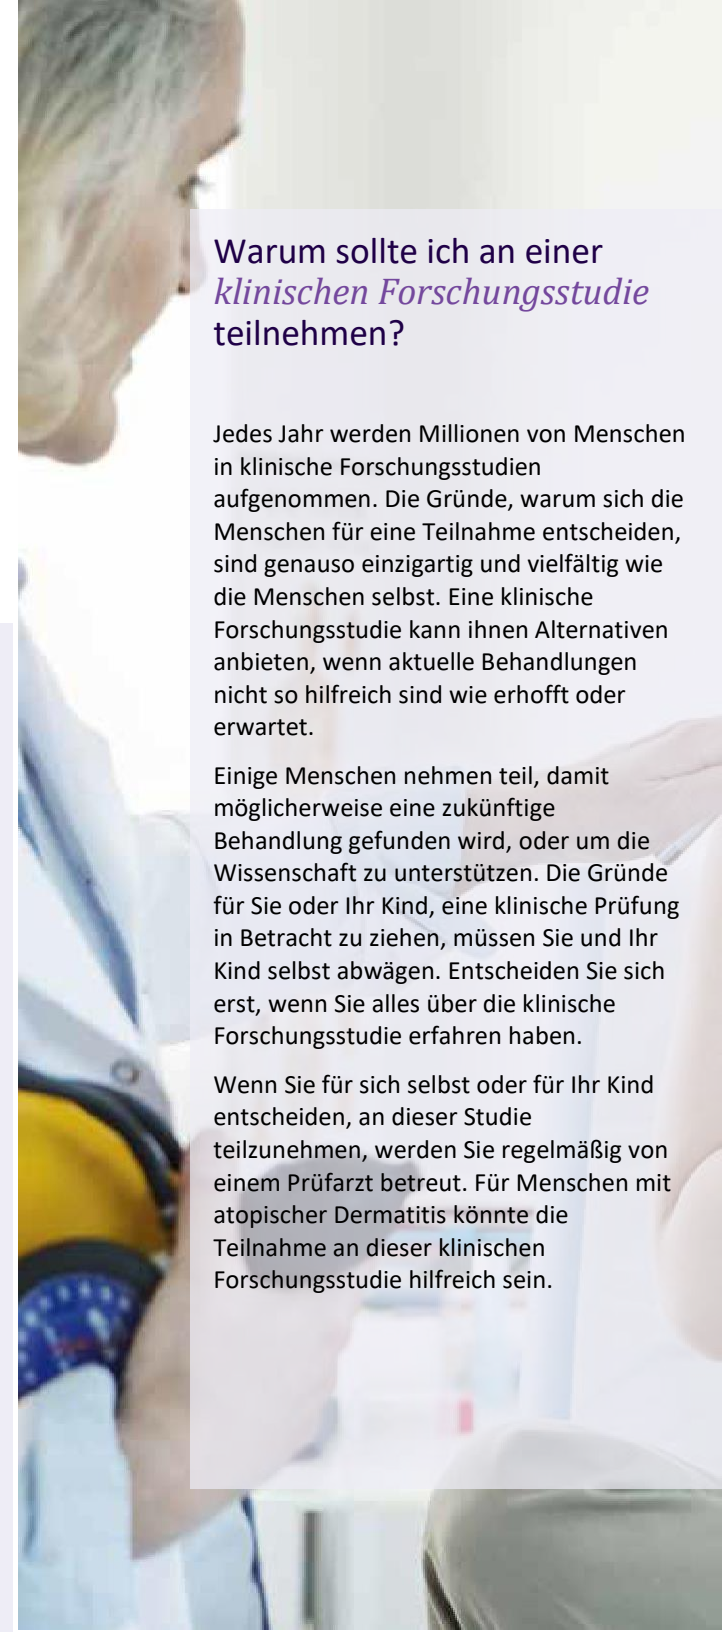 Warum sollte ich an einer
klinischen Forschungsstudie
teilnehmen?
Jedes Jahr werden Millionen von Menschen
in klinische Forschungsstudien
aufgenommen. Die Gründe, warum sich die
Menschen für eine Teilnahme entscheiden,
sind genauso einzigartig und vielfältig wie
die Menschen selbst. Eine klinische
Forschungsstudie kann ihnen Alternativen
anbieten, wenn aktuelle Behandlungen
nicht so hilfreich sind wie erhofft oder
erwartet.
Einige Menschen nehmen teil, damit
möglicherweise eine zukünftige
Behandlung gefunden wird, oder um die
Wissenschaft zu unterstützen. Die Gründe
für Sie oder Ihr Kind, eine klinische Prüfung
in Betracht zu ziehen, müssen Sie und Ihr
Kind selbst abwägen. Entscheiden Sie sich
erst, wenn Sie alles über die klinische
Forschungsstudie erfahren haben.
Wenn Sie für sich selbst oder für Ihr Kind
entscheiden, an dieser Studie
teilzunehmen, werden Sie regelmäßig von
einem Prüfarzt betreut. Für Menschen mit
atopischer Dermatitis könnte die
Teilnahme an dieser klinischen
Forschungsstudie hilfreich sein.